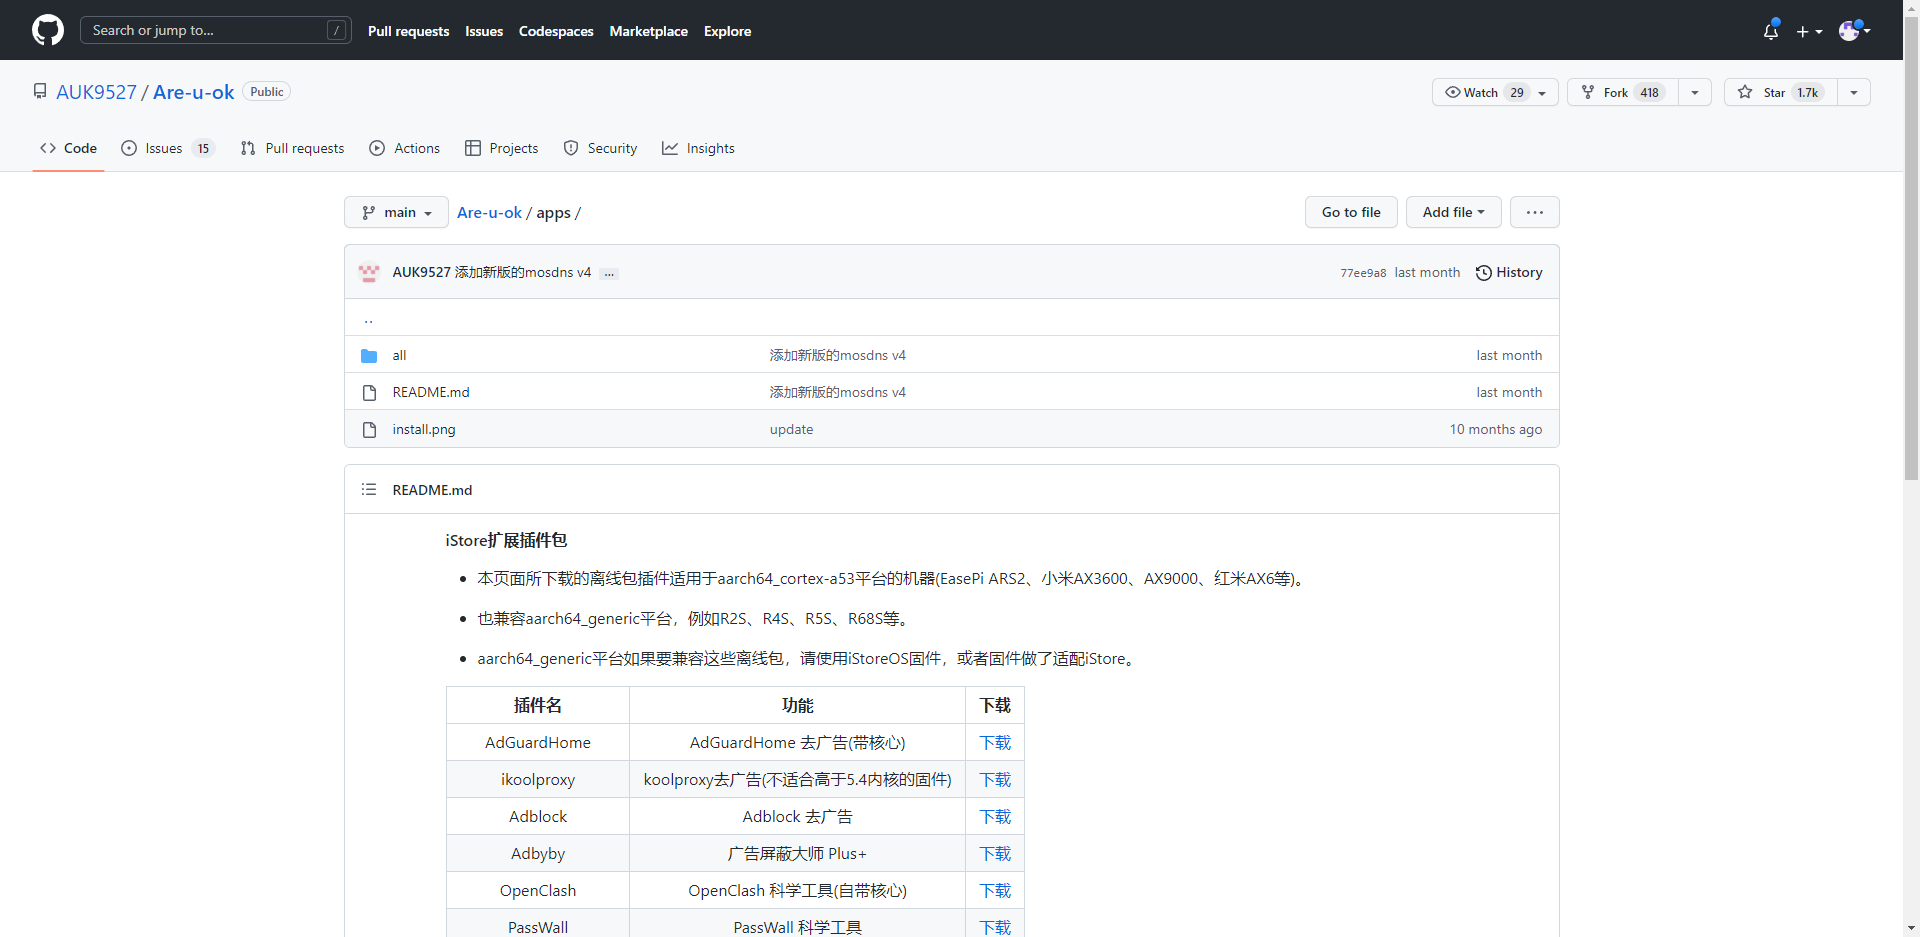 Search or jump to... /
Pull requests Issues Codespaces Marketplace Explore
AUK9527 / Are-u-ok Public
Watch 29 Fork 418 Star 1.7k
Code Issues 15 Pull requests Actions Projects Security Insights
main Are-u-ok / apps / Go to file Add file ...
AUK9527 添加新版的mosdns v4 ... 77ee9a8 last month History
..
all 添加新版的mosdns v4 last month
README.md 添加新版的mosdns v4 last month
install.png update 10 months ago
README.md
iStore扩展插件包
本页面所下载的离线包插件适用于aarch64_cortex-a53平台的机器(EasePi ARS2、小米AX3600、AX9000、红米AX6等)。
也兼容aarch64_generic平台，例如R2S、R4S、R5S、R68S等。
aarch64_generic平台如果要兼容这些离线包，请使用iStoreOS固件，或者固件做了适配iStore。
插件名 功能 下载
AdGuardHome AdGuardHome 去广告(带核心) 下载
ikoolproxy koolproxy去广告(不适合高于5.4内核的固件) 下载
Adblock Adblock 去广告 下载
Adbyby 广告屏蔽大师 Plus+ 下载
OpenClash OpenClash 科学工具(自带核心) 下载
PassWall PassWall 科学工具 下载